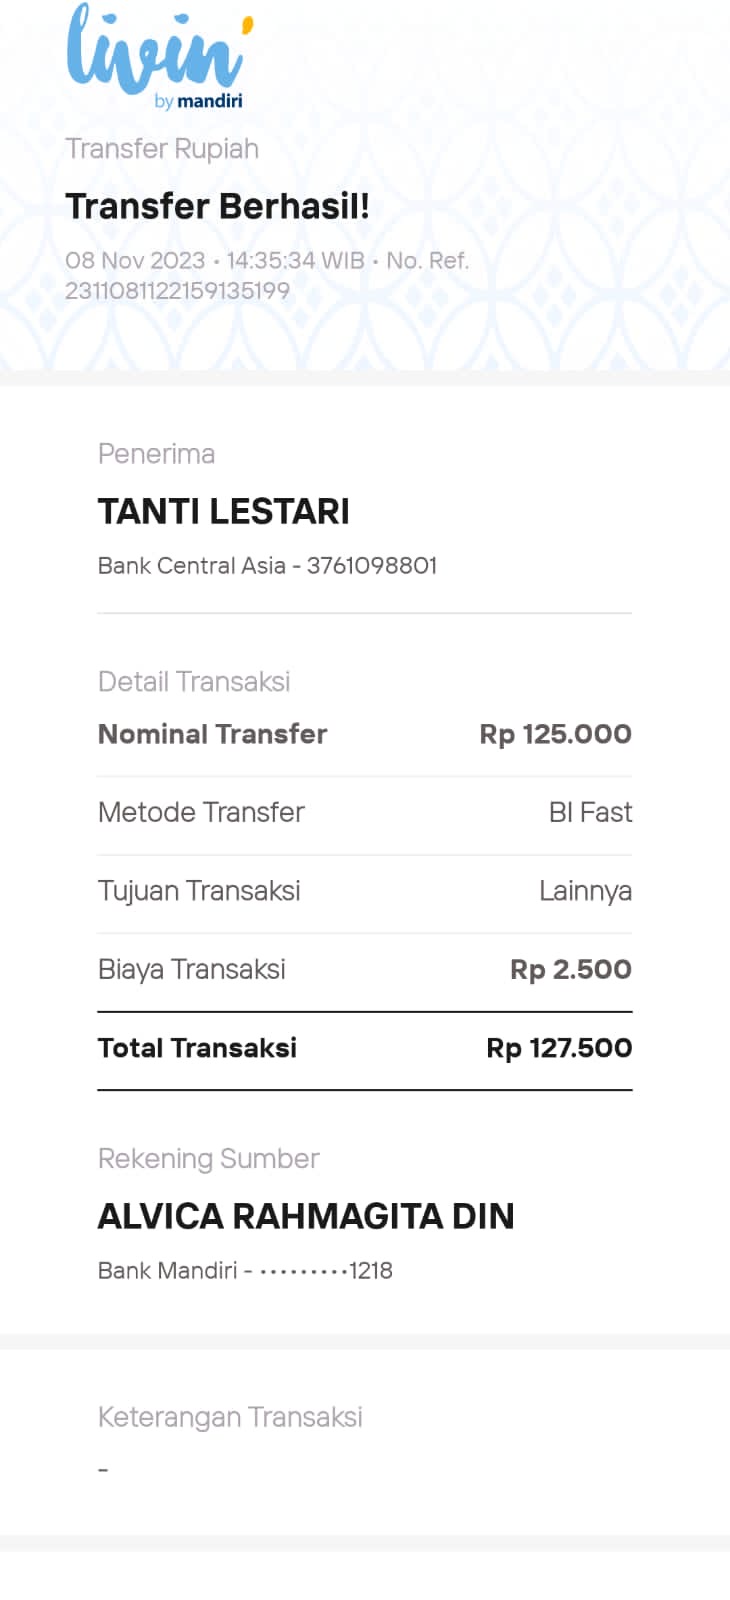 livin'
by mandiri
Transfer Rupiah
Transfer Berhasil!
08 Nov 2023 • 14:35:34 WIB • No. Ref.
2311081122159135199
Penerima
TANTI LESTARI
Bank Central Asia - 3761098801
Detail Transaksi
Nominal Transfer Rp 125.000
Metode Transfer BI Fast
Tujuan Transaksi Lainnya
Biaya Transaksi Rp 2.500
Total Transaksi Rp 127.500
Rekening Sumber
ALVICA RAHMAGITA DIN
Bank Mandiri - •••••••••1218
Keterangan Transaksi
-